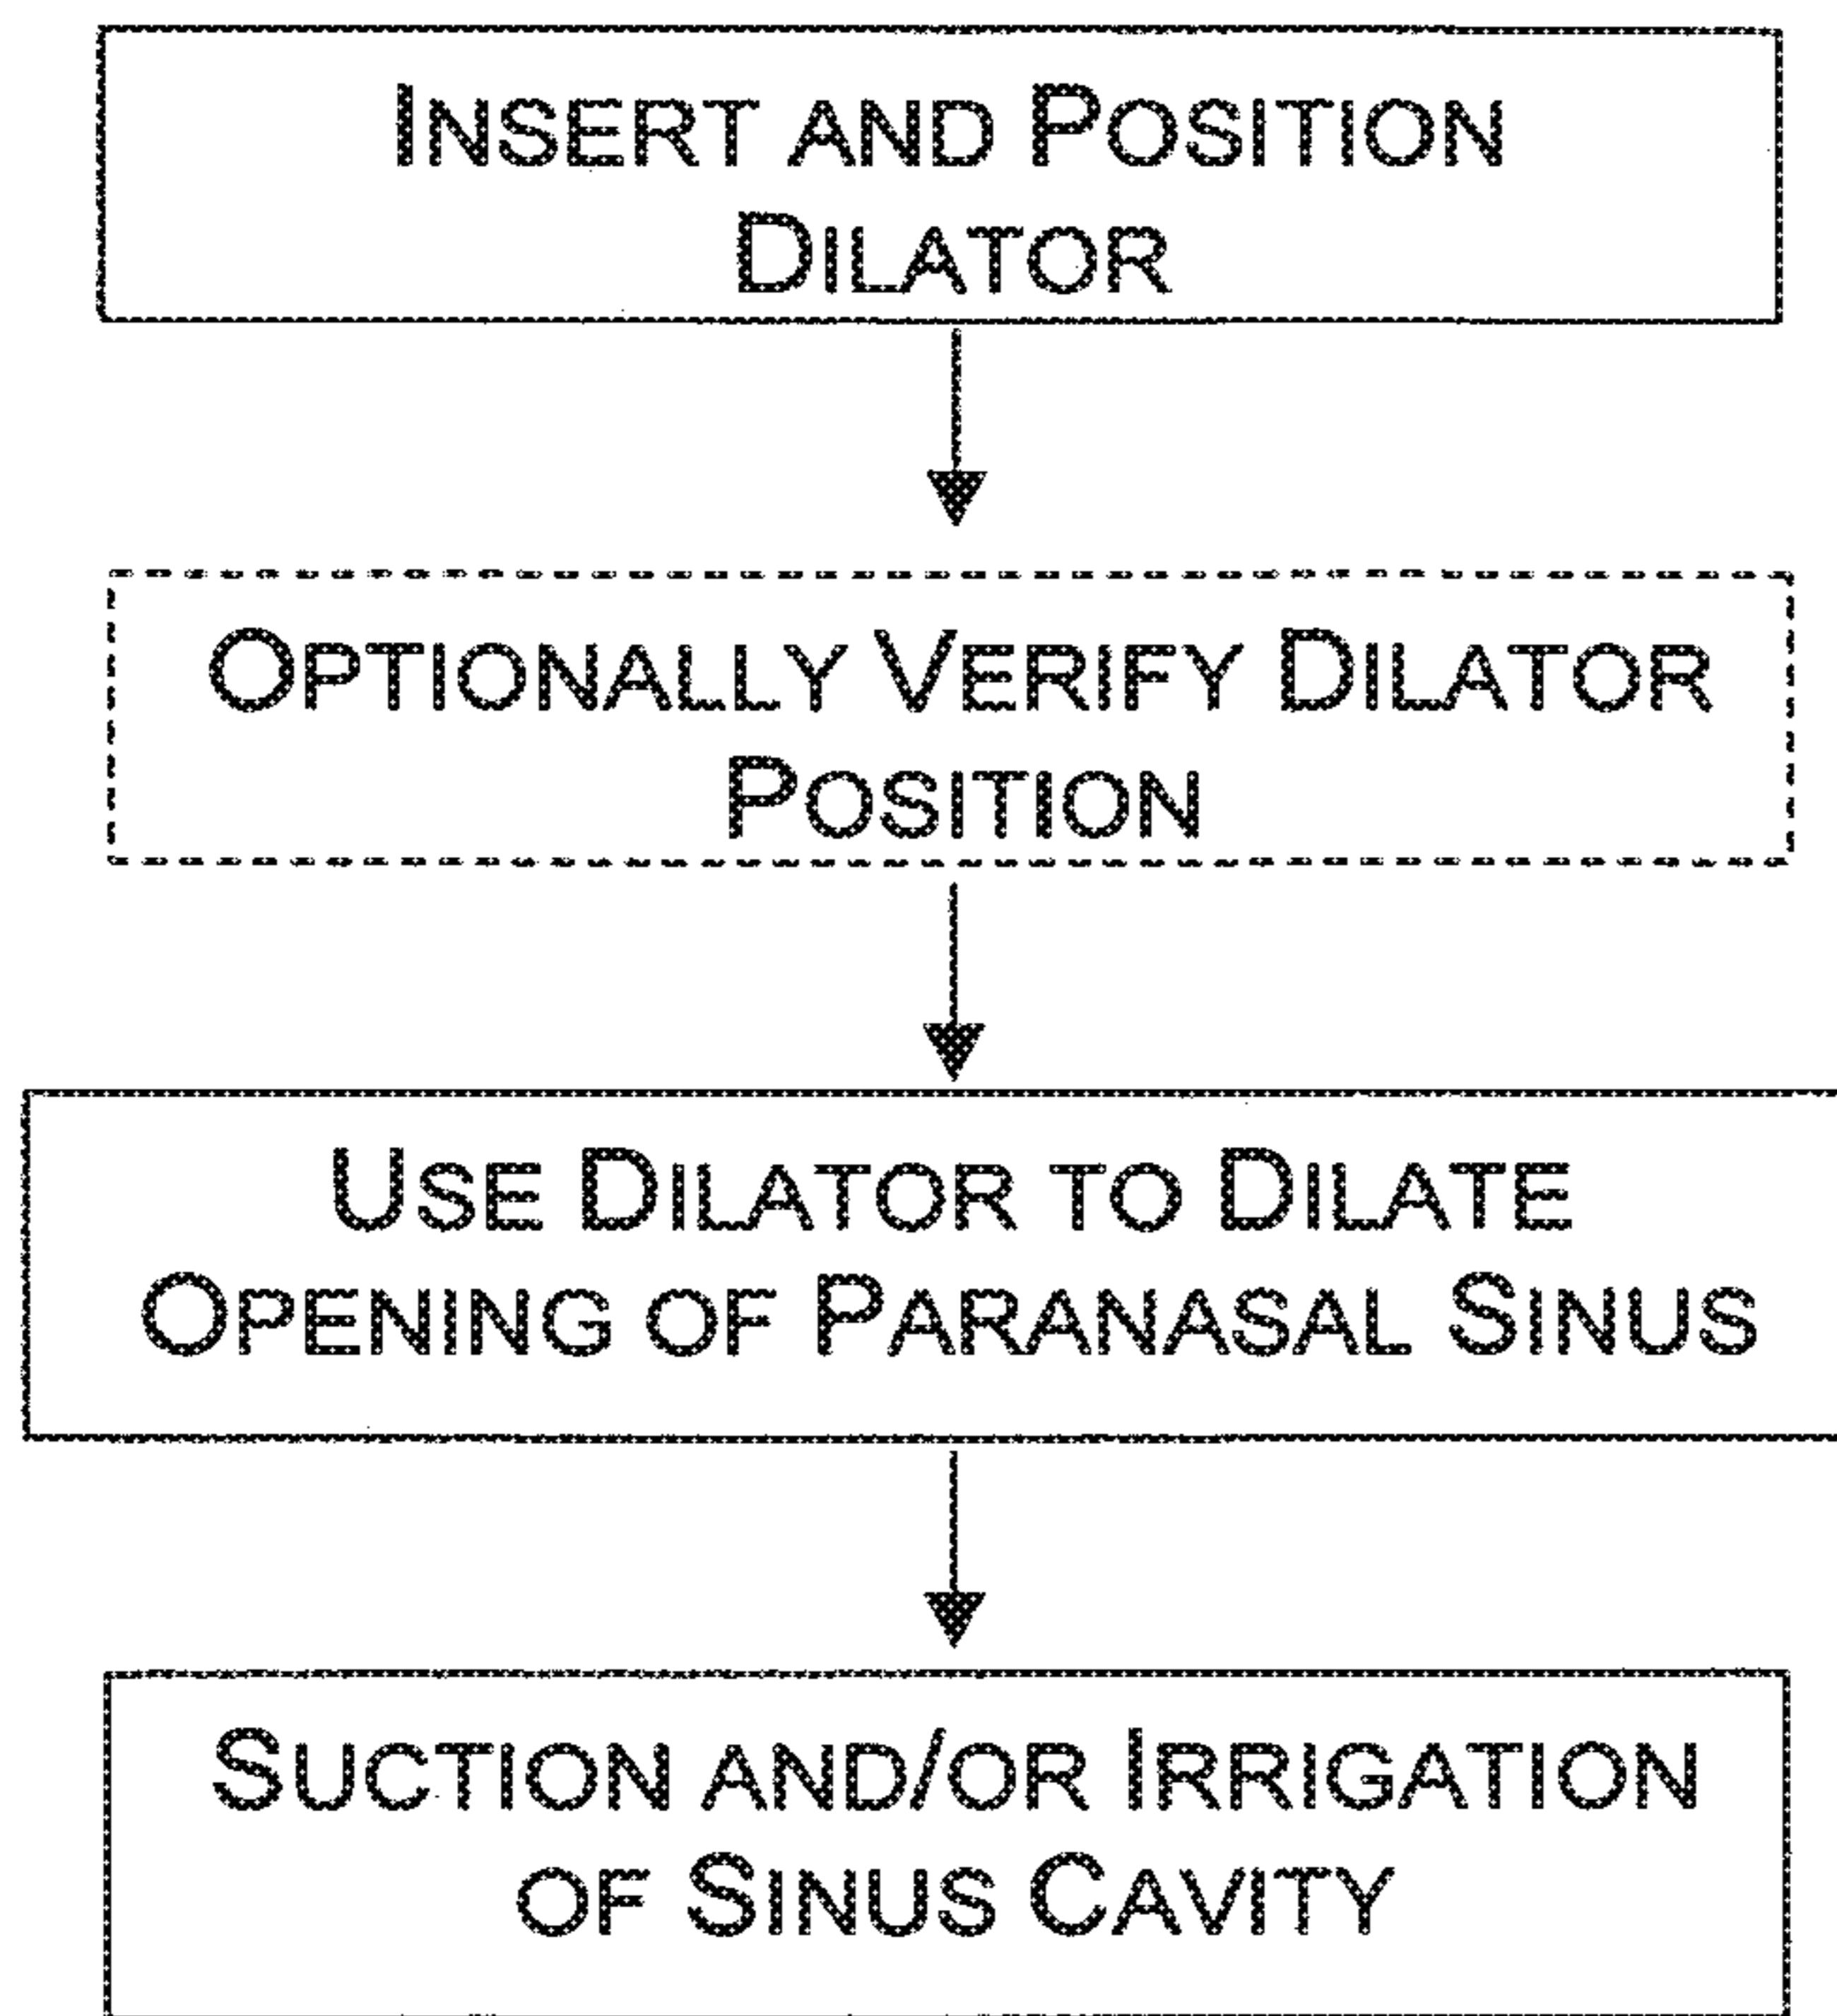 INSERT AND POSITION
DILATOR
OPTIONALLY VERIFY DILATOR
POSITION
USE DILATOR TO DILATE
OPENING OF PARANASAL SINUS
SUCTION AND/OR IRRIGATION
OF SINUS CAVITY